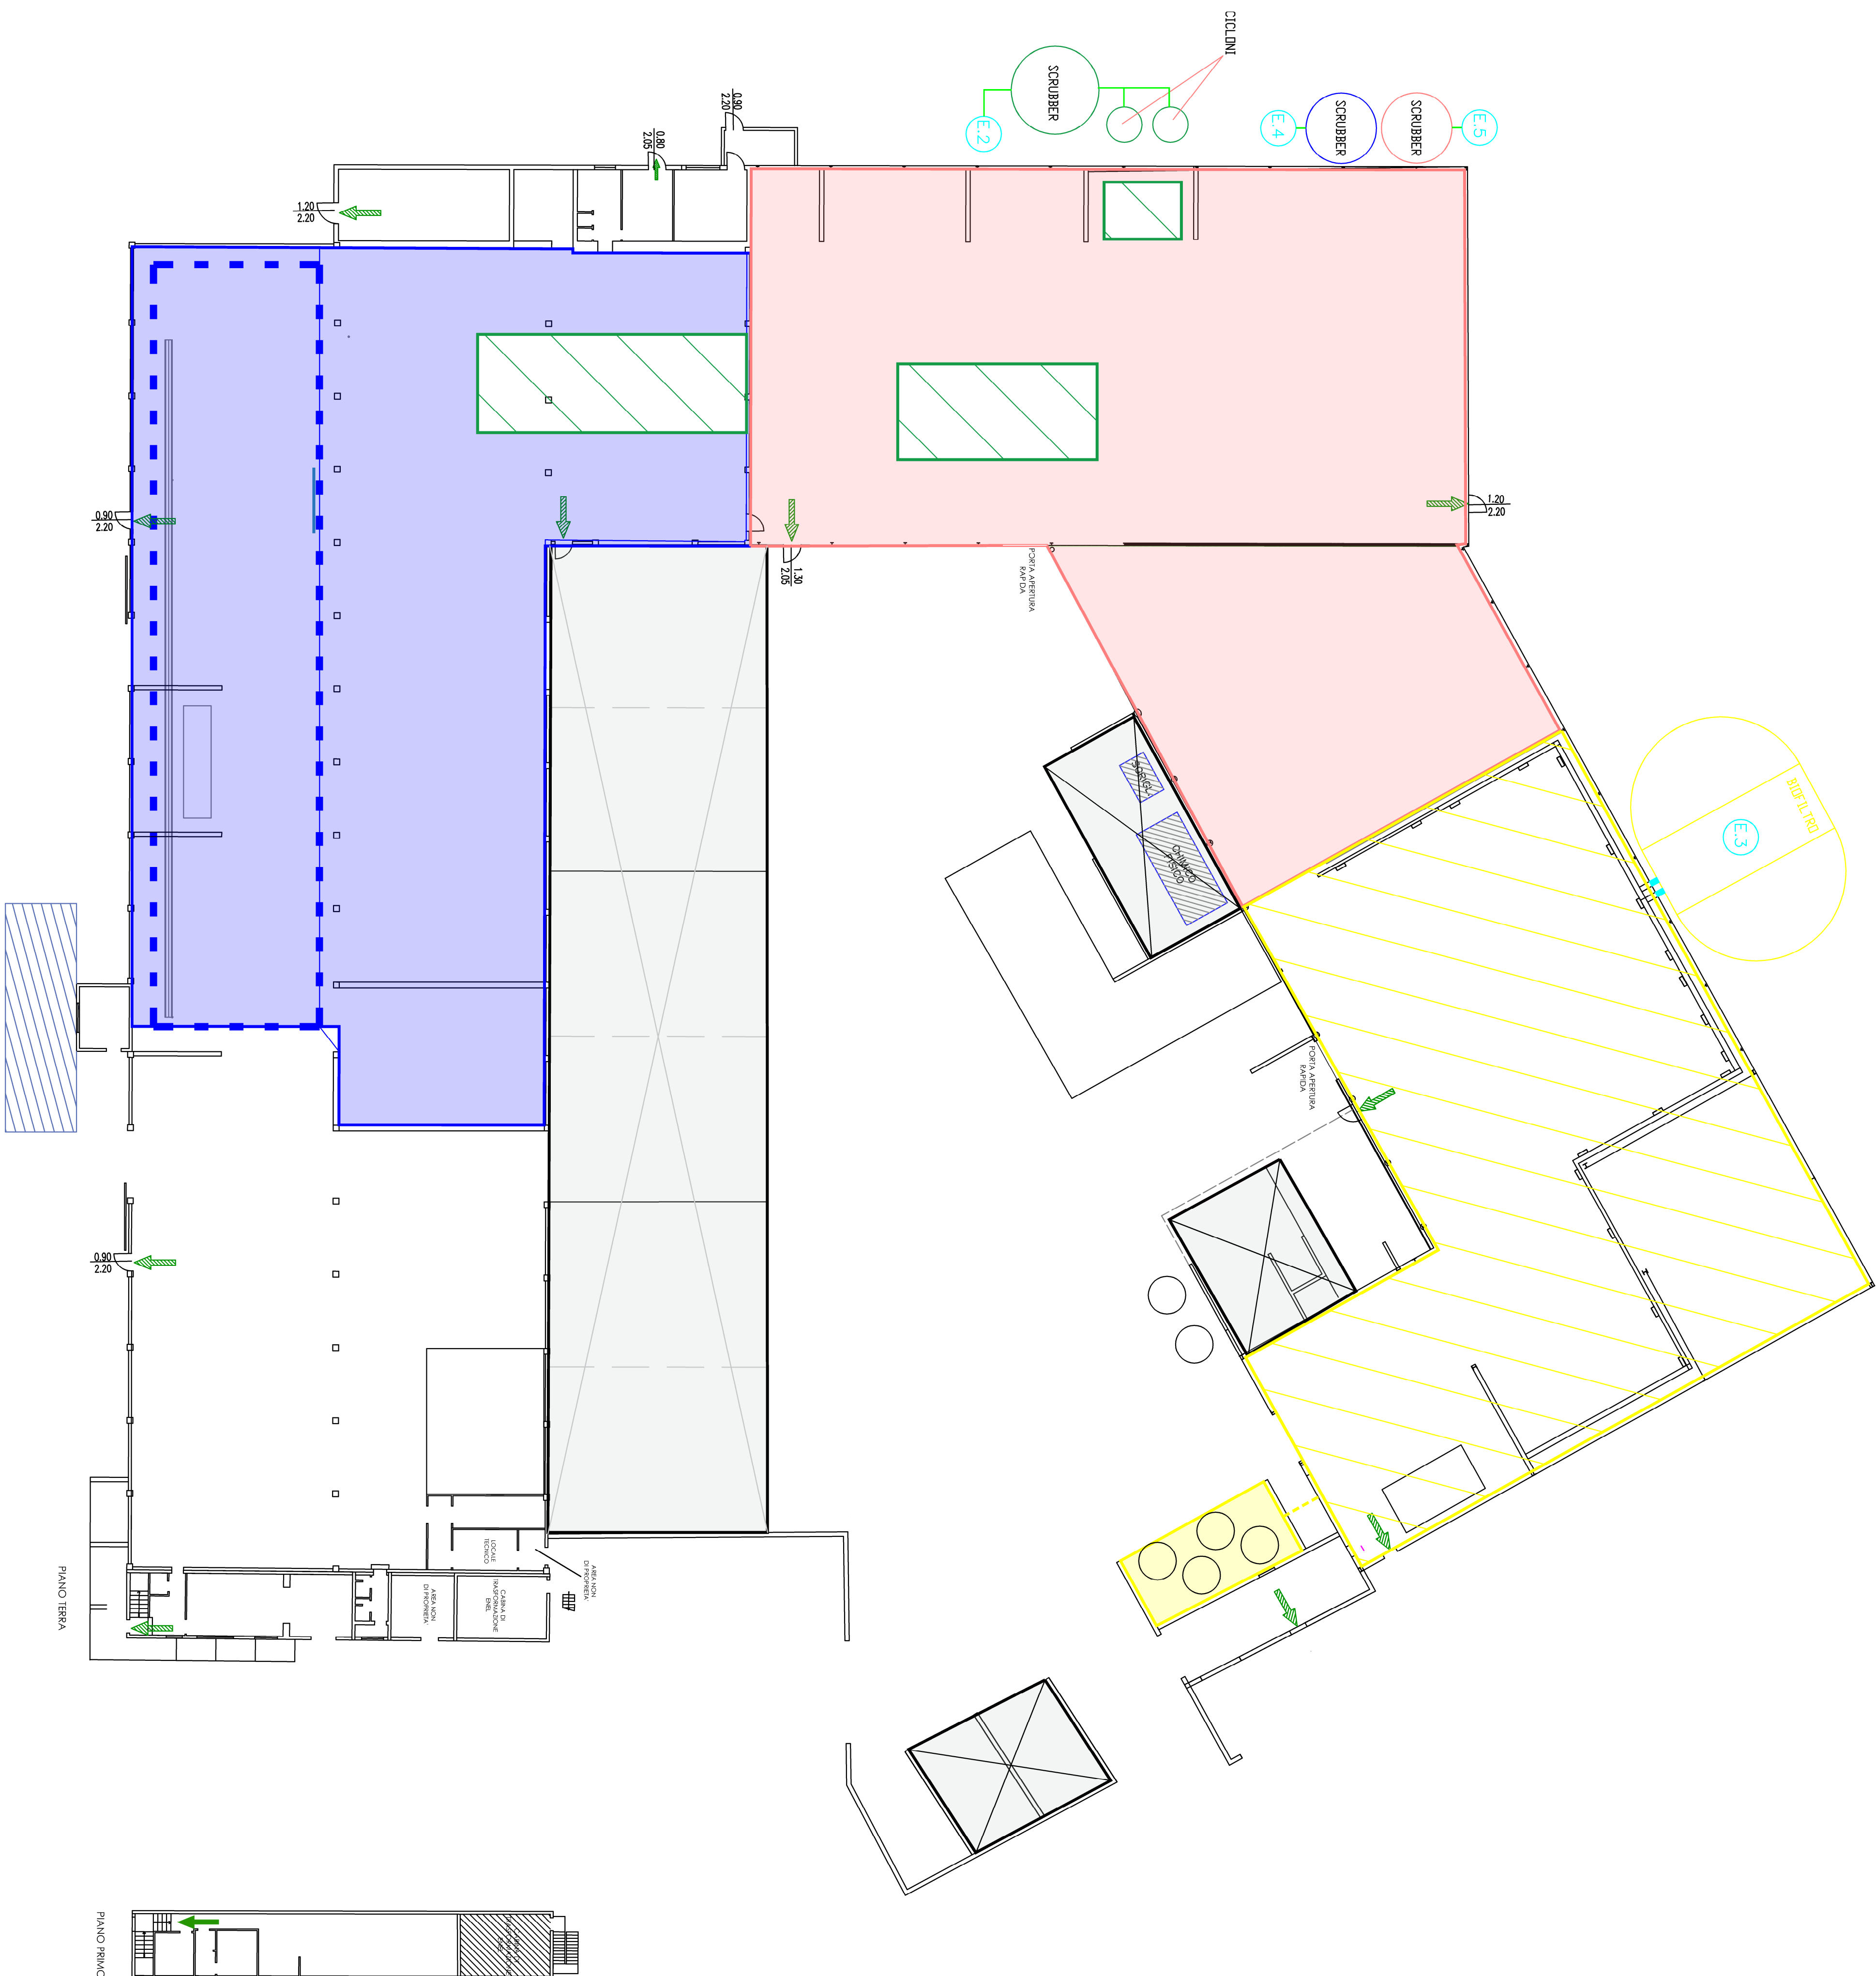 CICLONI
SCRUBBER
E.2
SCRUBBER
E.4
SCRUBBER
E.5
0.90
2.20
0.80
2.05
1.20
2.20
0.90
2.20
1.20
2.20
1.30
2.05
PORTA APERTURA
RAPIDA
BIOFILTRO
E.3
CHIMICO
FISICO
PORTA APERTURA
RAPIDA
0.90
2.20
LOCALE
TECNICO
AREA NON
DI PROPRIETA'
CABINA DI
TRASFORMAZIONE
ENEL
AREA NON
DI PROPRIETA'
PIANO TERRA
PIANO PRIMO